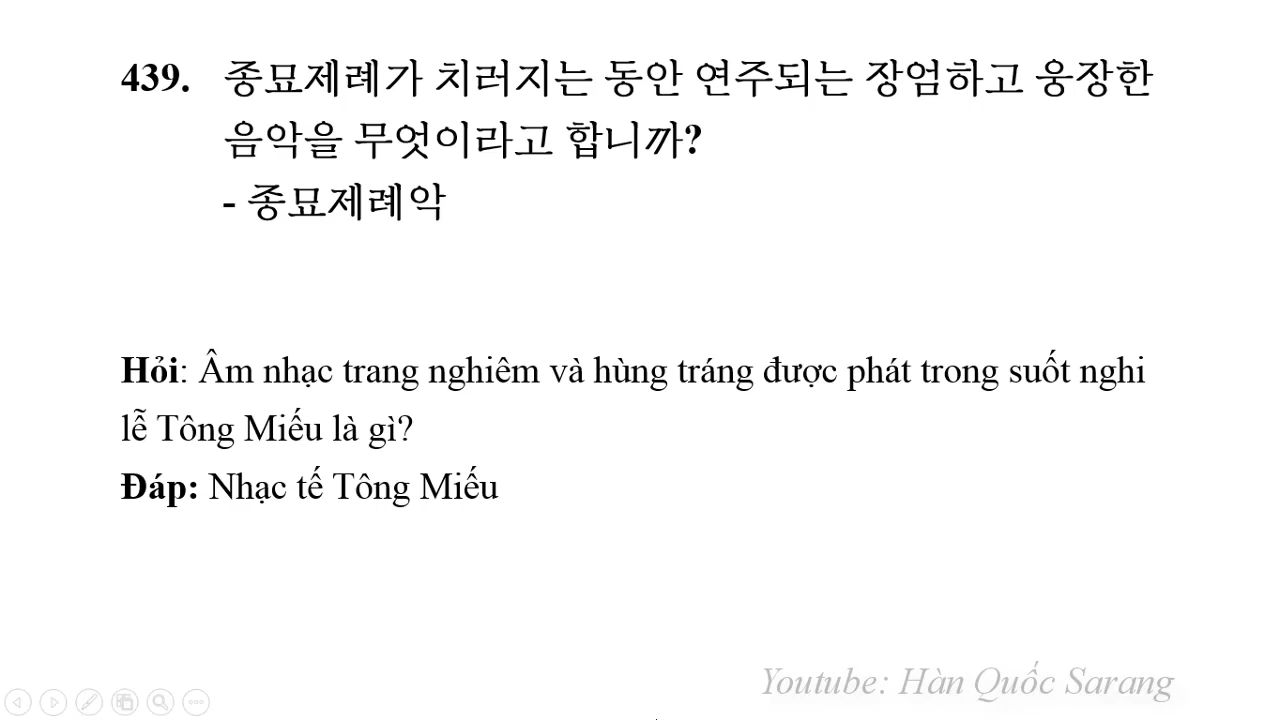 439. 종묘제례가 치러지는 동안 연주되는 장엄하고 웅장한
음악을 무엇이라고 합니까?
- 종묘제례악
Hỏi: Âm nhạc trang nghiêm và hùng tráng được phát trong suốt nghi
lễ Tông Miếu là gì?
Đáp: Nhạc tế Tông Miếu
Youtube: Hàn Quốc Sarang